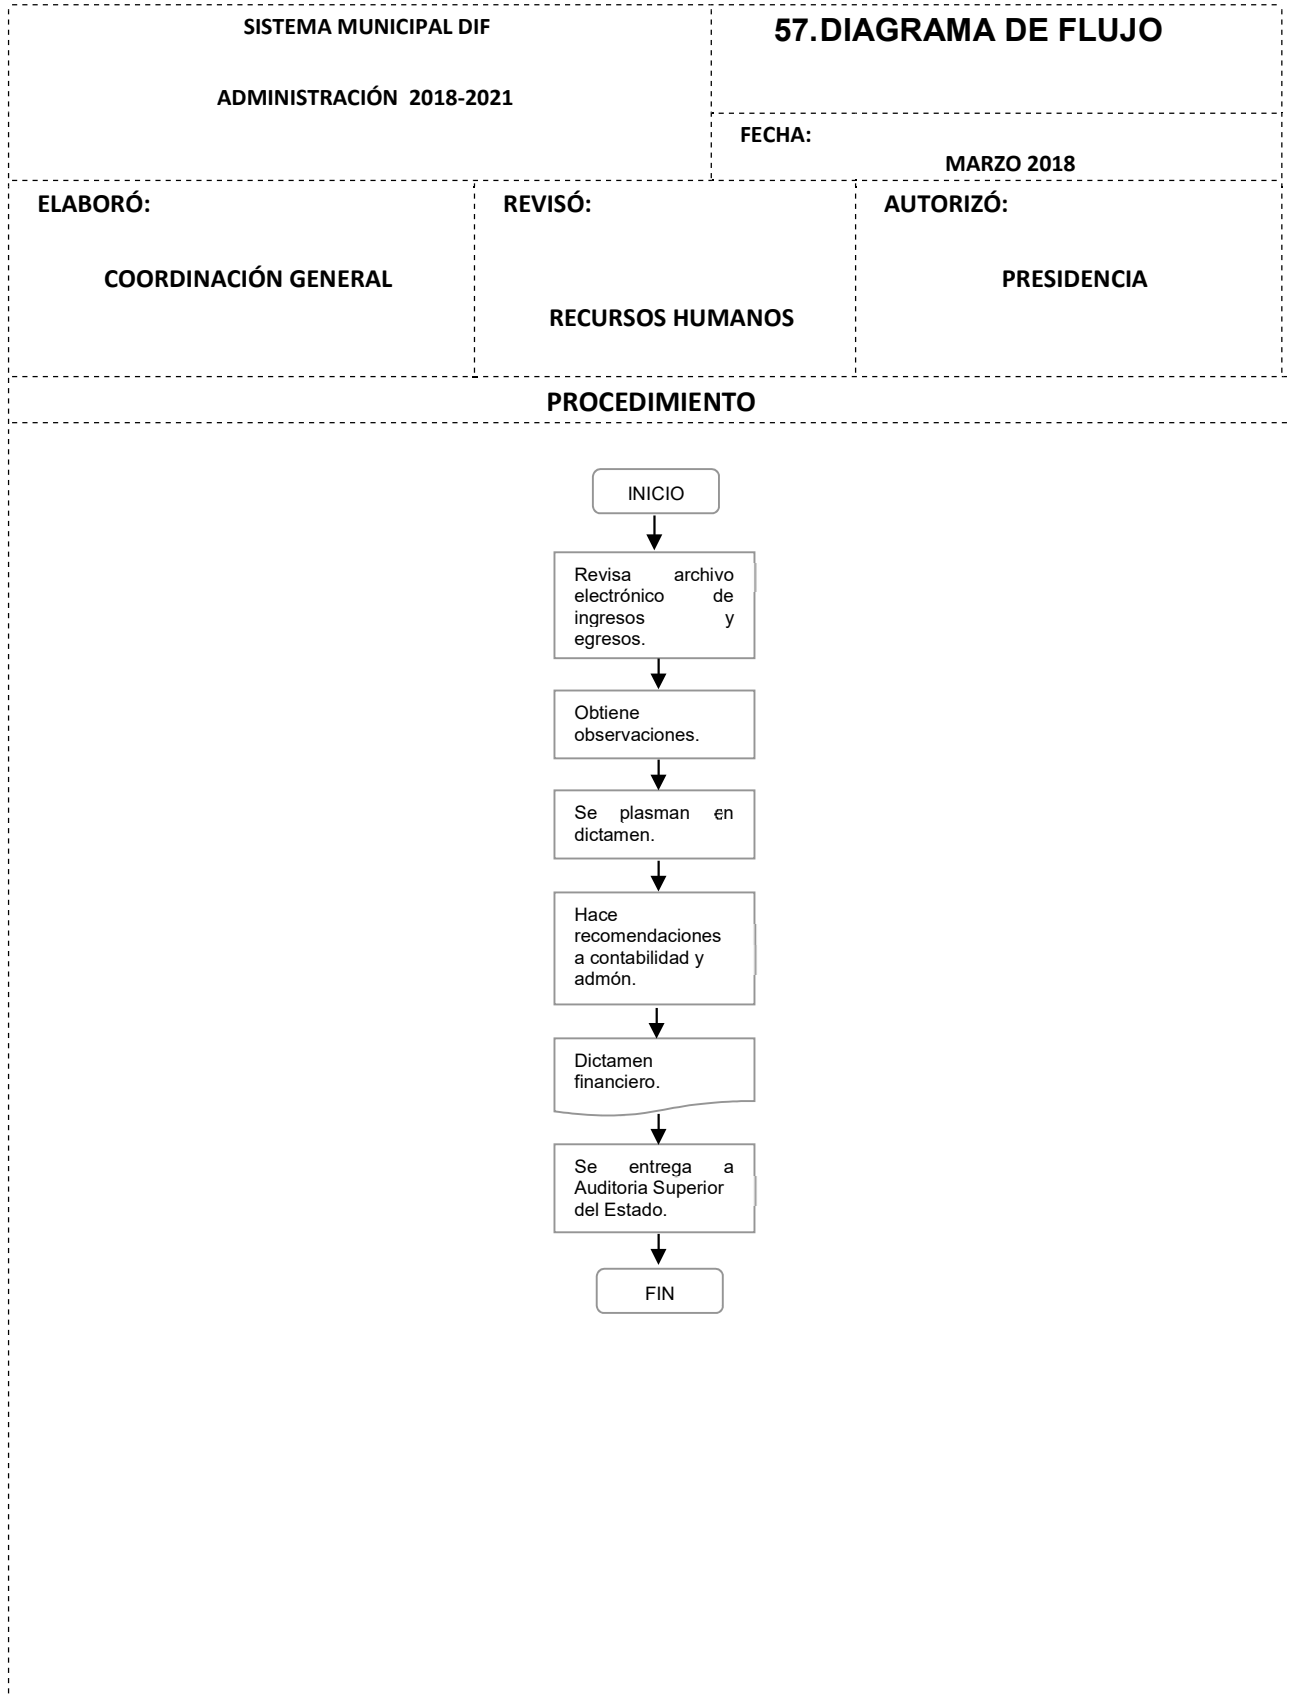 SISTEMA MUNICIPAL DIF
ADMINISTRACIÓN 2018-2021
57.DIAGRAMA DE FLUJO
FECHA:
MARZO 2018
ELABORÓ:
COORDINACIÓN GENERAL
REVISÓ:
RECURSOS HUMANOS
AUTORIZÓ:
PRESIDENCIA
PROCEDIMIENTO
INICIO
Revisa archivo
electrónico de
ingresos y
egresos.
Obtiene
observaciones.
Se plasman en
dictamen.
Hace
recomendaciones
a contabilidad y
admón.
Dictamen
financiero.
Se entrega a
Auditoria Superior
del Estado.
FIN